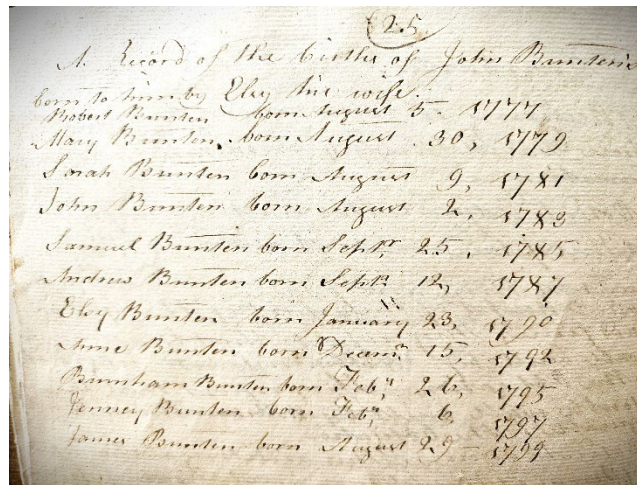 (25)
A Record of the births of John Bunten's
born to him by Elsy his wife.
Robert Bunten born August 5 - 1777
Mary Bunten, born August 30, 1779
Sarah Bunten born August 9, 1781
John Bunten born August 2, 1783
Samuel Bunten born Septr. 25, 1785
Andrew Bunten born Septr. 12, 1787
Elsy Bunten born January 23, 1790
Anne Bunten born Decemr. 15, 1792
Burnham Bunten born Feby. 26, 1795
Jenney Bunten born Feby. 6, 1797
James Bunten born August 29 - 1799